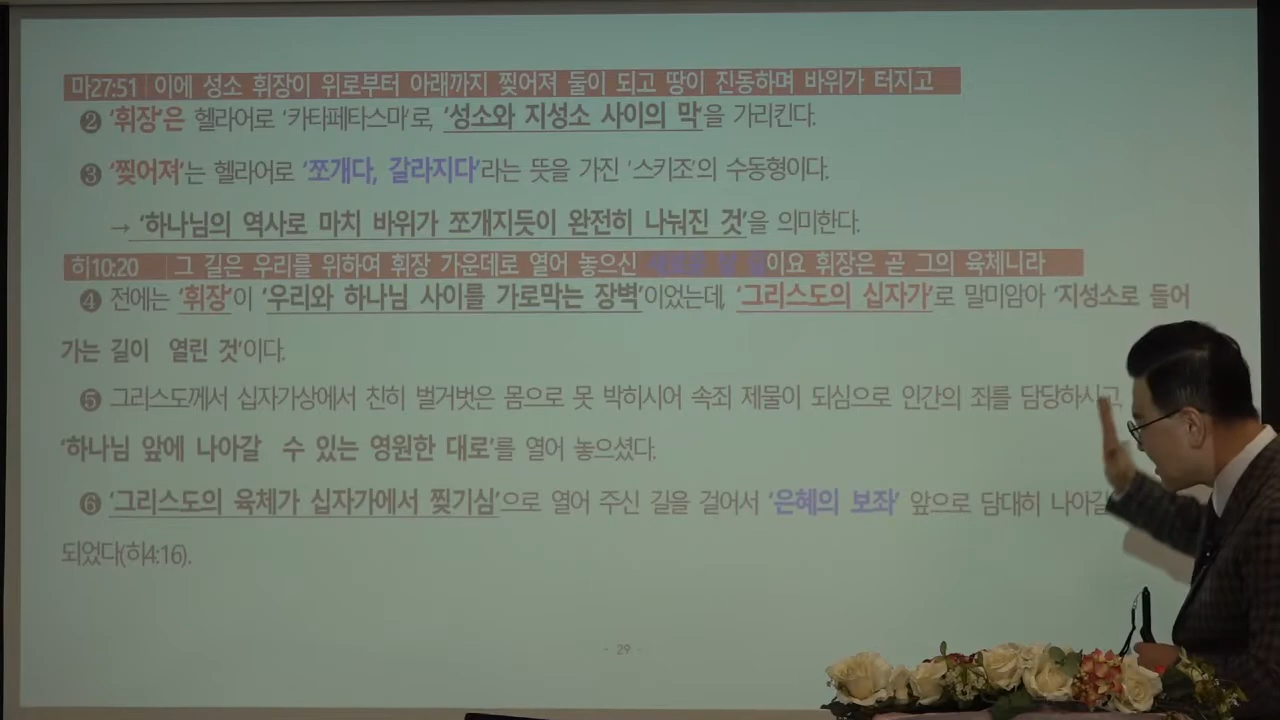 마27:51 이에 성소 휘장이 위로부터 아래까지 찢어져 둘이 되고 땅이 진동하며 바위가 터지고
❷ '휘장'은 헬라어로 '카타페타스마'로, '성소와 지성소 사이의 막'을 가리킨다.
❸ '찢어져'는 헬라어로 '쪼개다, 갈라지다'라는 뜻을 가진 '스키조'의 수동형이다.
→ '하나님의 역사로 마치 바위가 쪼개지듯이 완전히 나눠진 것'을 의미한다.
히10:20 그 길은 우리를 위하여 휘장 가운데로 열어 놓으신 이요 휘장은 곧 그의 육체니라
❹ 전에는 '휘장'이 '우리와 하나님 사이를 가로막는 장벽'이었는데, '그리스도의 십자가'로 말미암아 '지성소로 들어
가는 길이 열린 것'이다.
❺ 그리스도께서 십자가상에서 친히 벌거벗은 몸으로 못 박히시어 속죄 제물이 되심으로 인간의 죄를 담당하시고
'하나님 앞에 나아갈 수 있는 영원한 대로'를 열어 놓으셨다.
❻ '그리스도의 육체가 십자가에서 찢기심'으로 열어 주신 길을 걸어서 '은혜의 보좌' 앞으로 담대히 나아갈
되었다(히4:16).
- 29 -